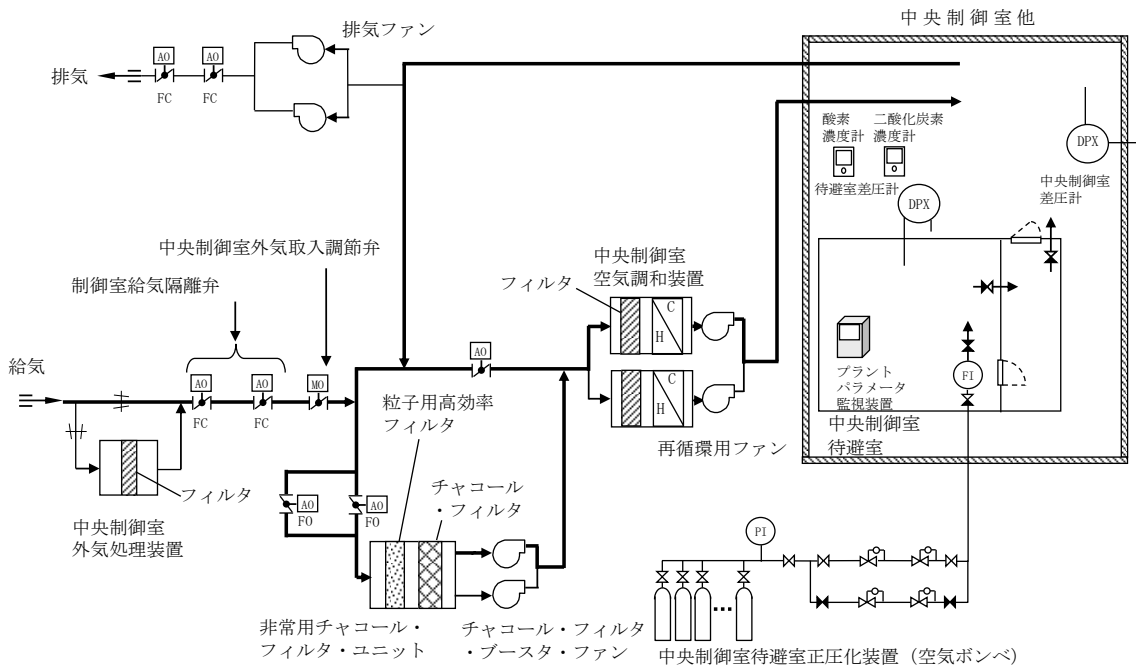 中央制御室他
排気ファン
排気
AO
AO
FC
FC
酸素
濃度計
二酸化炭素
濃度計
DPX
待避室差圧計
中央制御室
差圧計
DPX
中央制御室外気取入調節弁
制御室給気隔離弁
中央制御室
空気調和装置
フィルタ
C
H
C
H
給気
AO
AO
MO
FC
FC
AO
粒子用高効率
フィルタ
再循環用ファン
プラント
パラメータ
監視装置
FI
中央制御室
待避室
フィルタ
中央制御室
外気処理装置
AO
FO
AO
FO
チャコール
・フィルタ
PI
非常用チャコール・
フィルタ・ユニット
チャコール・フィルタ
・ブースタ・ファン
中央制御室待避室正圧化装置（空気ボンベ）